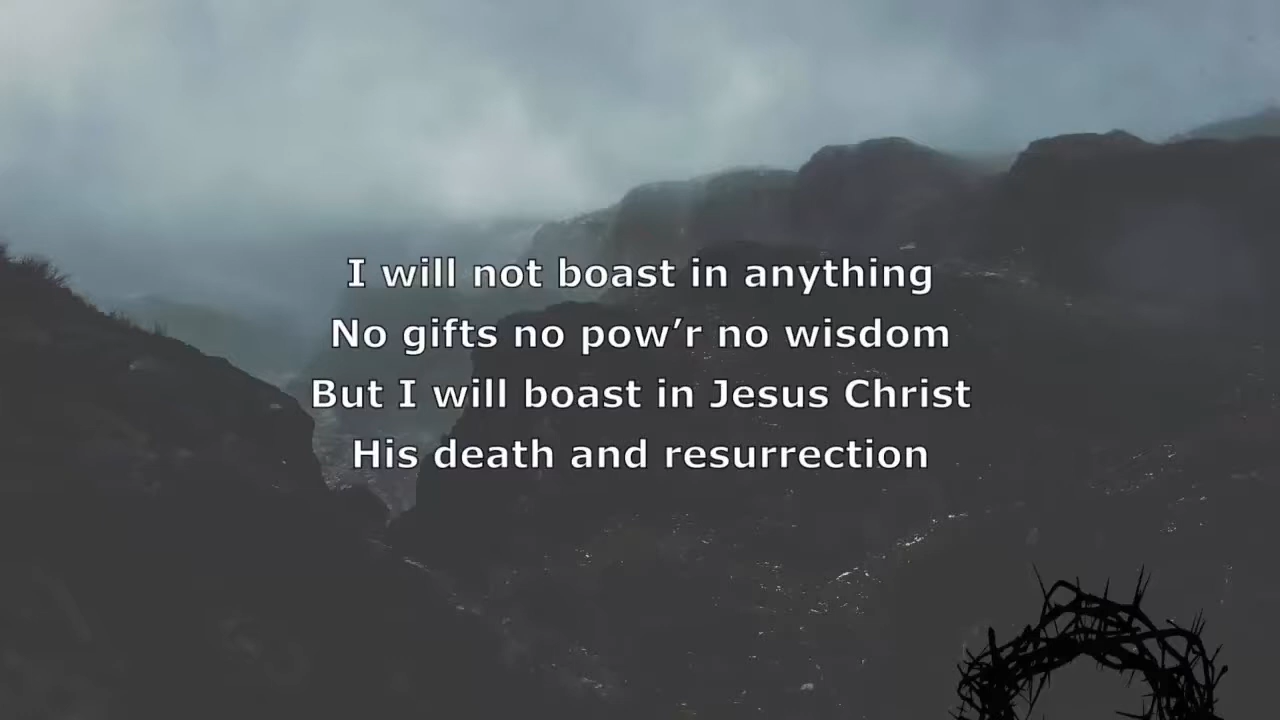 I will not boast in anything
No gifts no pow’r no wisdom
But I will boast in Jesus Christ
His death and resurrection